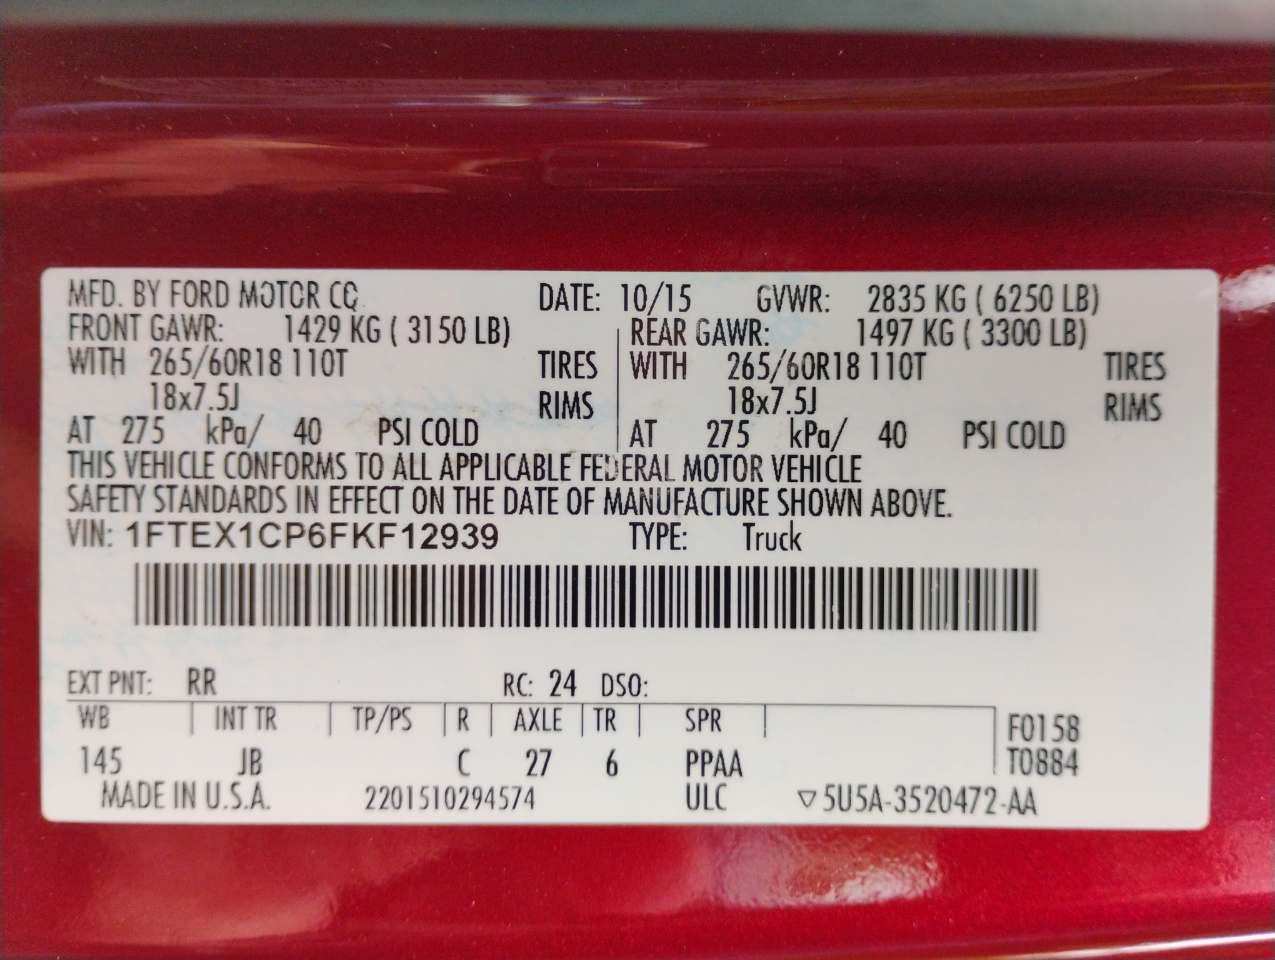 MFD. BY FORD MOTOR CO. DATE: 10/15 GVWR: 2835 KG ( 6250 LB)
FRONT GAWR: 1429 KG ( 3150 LB) REAR GAWR: 1497 KG ( 3300 LB)
WITH 265/60R18 110T TIRES WITH 265/60R18 110T TIRES
18x7.5J RIMS 18x7.5J RIMS
AT 275 kPa/ 40 PSI COLD AT 275 kPa/ 40 PSI COLD
THIS VEHICLE CONFORMS TO ALL APPLICABLE FEDERAL MOTOR VEHICLE
SAFETY STANDARDS IN EFFECT ON THE DATE OF MANUFACTURE SHOWN ABOVE.
VIN: 1FTEX1CP6FKF12939 TYPE: Truck
EXT PNT: RR RC: 24 DSO:
WB INT TR TP/PS R AXLE TR SPR F0158
145 JB C 27 6 PPAA T0884
MADE IN U.S.A. 2201510294574 ULC ▽5U5A-3520472-AA